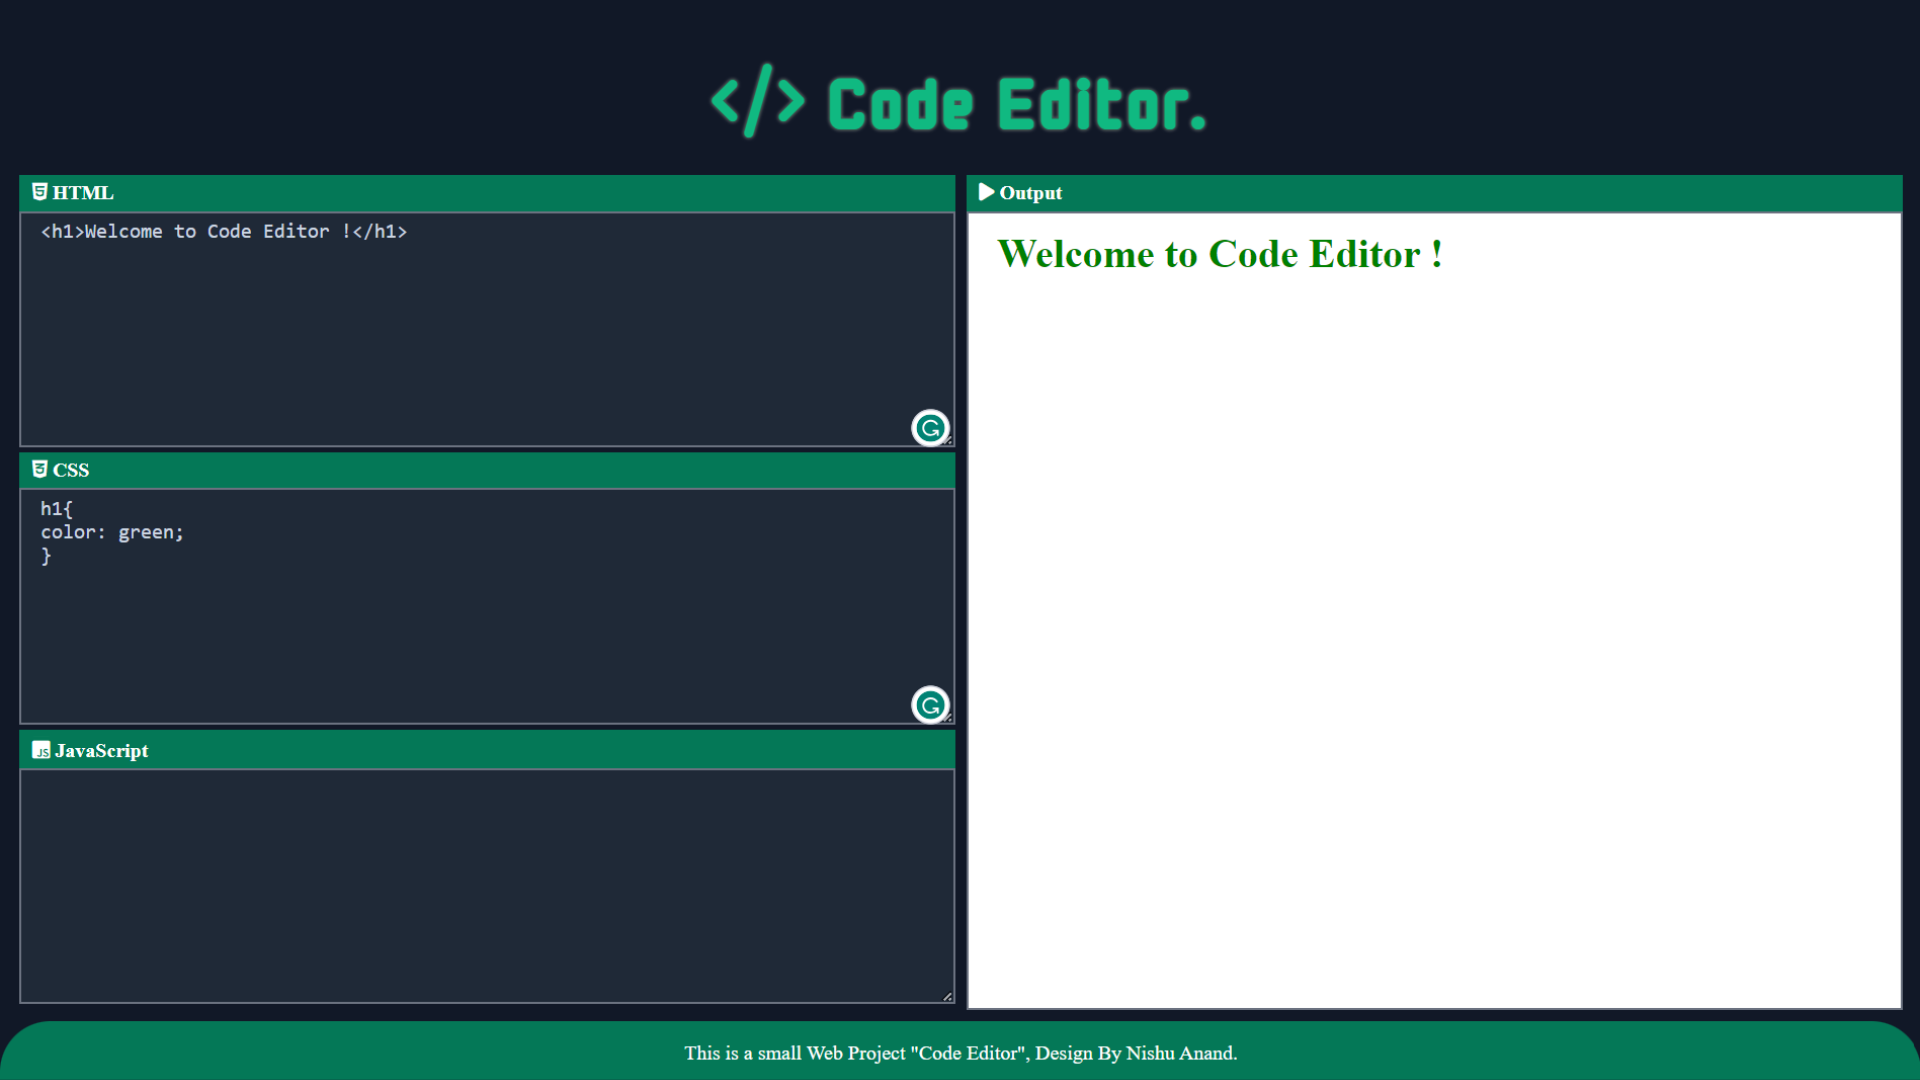 </> Code Editor.
HTML
<h1>Welcome to Code Editor !</h1>
CSS
h1{
color: green;
}
JS JavaScript
Output
Welcome to Code Editor !
This is a small Web Project "Code Editor", Design By Nishu Anand.